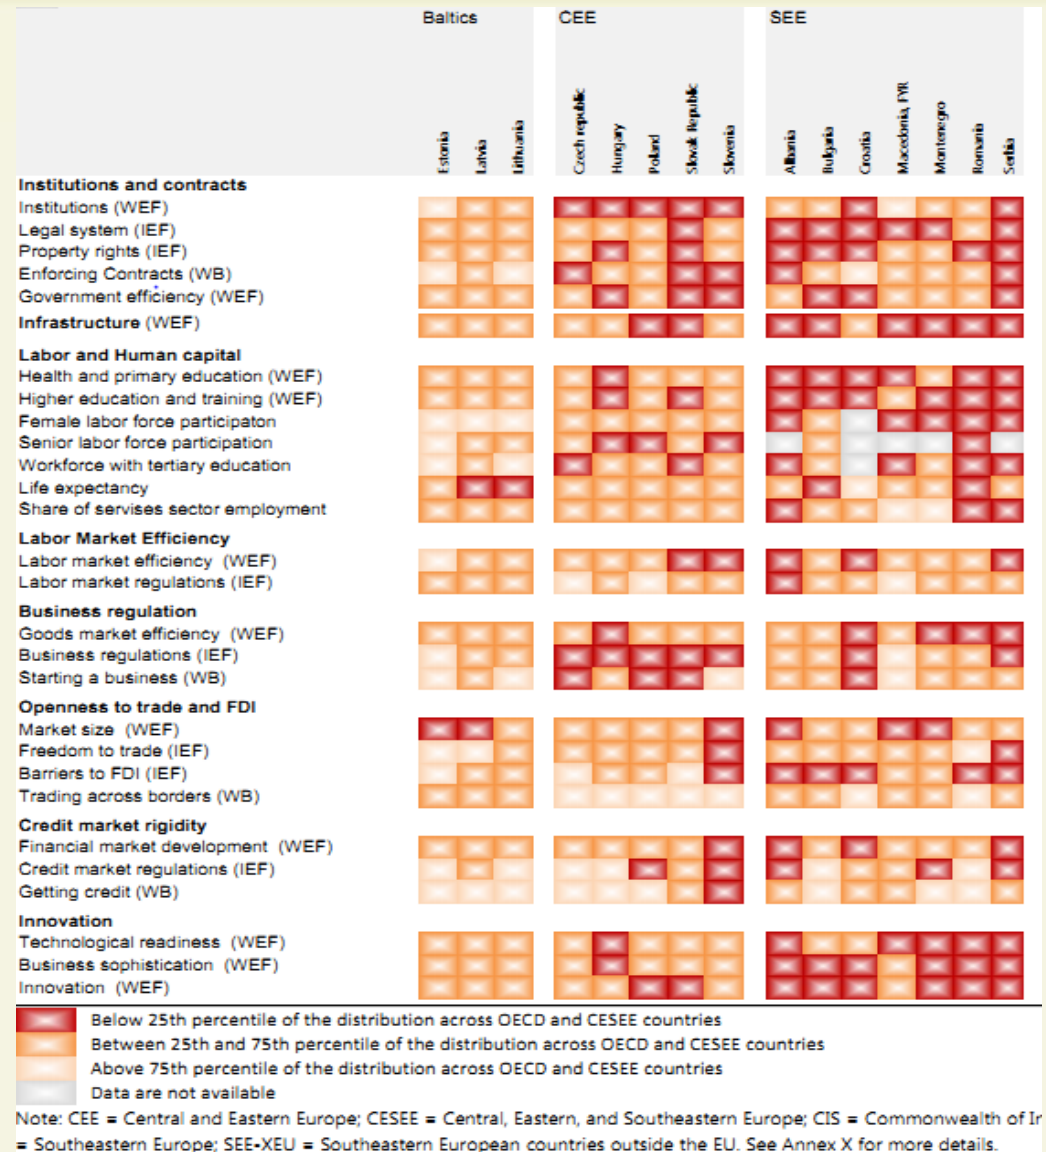 Baltics CEE SEE
Estonia Latvia Lithuania Czech republic Hungary Poland Slovak Republic Slovenia Albania Bulgaria Croatia Macedonia, FYR Montenegro Romania Serbia
Institutions and contracts
Institutions (WEF)
Legal system (IEF)
Property rights (IEF)
Enforcing Contracts (WB)
Government efficiency (WEF)
Infrastructure (WEF)
Labor and Human capital
Health and primary education (WEF)
Higher education and training (WEF)
Female labor force participaton
Senior labor force participation
Workforce with tertiary education
Life expectancy
Share of servises sector employment
Labor Market Efficiency
Labor market efficiency (WEF)
Labor market regulations (IEF)
Business regulation
Goods market efficiency (WEF)
Business regulations (IEF)
Starting a business (WB)
Openness to trade and FDI
Market size (WEF)
Freedom to trade (IEF)
Barriers to FDI (IEF)
Trading across borders (WB)
Credit market rigidity
Financial market development (WEF)
Credit market regulations (IEF)
Getting credit (WB)
Innovation
Technological readiness (WEF)
Business sophistication (WEF)
Innovation (WEF)
Below 25th percentile of the distribution across OECD and CESEE countries
Between 25th and 75th percentile of the distribution across OECD and CESEE countries
Above 75th percentile of the distribution across OECD and CESEE countries
Data are not available
Note: CEE = Central and Eastern Europe; CESEE = Central, Eastern, and Southeastern Europe; CIS = Commonwealth of
= Southeastern Europe; SEE-XEU = Southeastern European countries outside the EU. See Annex X for more details.